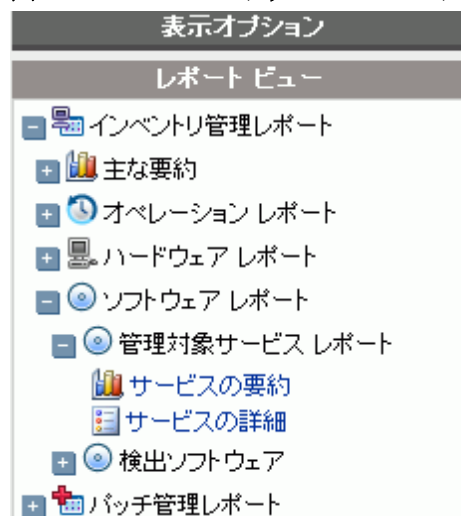 表示オプション
レポート ビュー
インベントリ管理レポート
主な要約
オペレーション レポート
ハードウェア レポート
ソフトウェア レポート
管理対象サービス レポート
サービスの要約
サービスの詳細
検出ソフトウェア
パッチ管理レポート